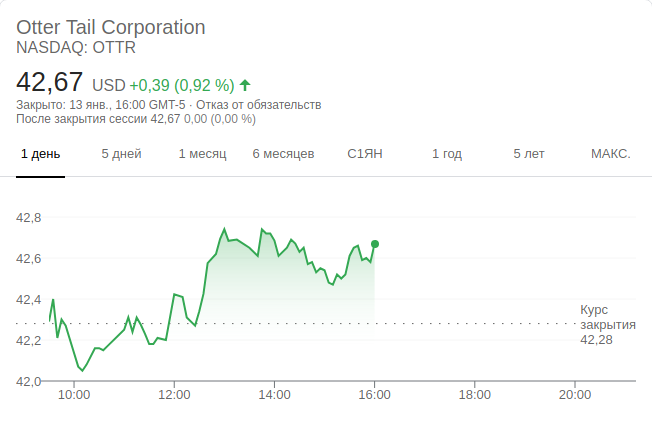 Otter Tail Corporation
NASDAQ: OTTR
42,67 USD +0,39 (0,92 %)
Закрыто: 13 янв., 16:00 GMT-5 · Отказ от обязательств
После закрытия сессии 42,67 0,00 (0,00 %)
1 день 5 дней 1 месяц 6 месяцев С1ЯН 1 год 5 лет МАКС.
42,8
42,6
42,4
Курс
закрытия
42,28
42,2
42,0
10:00 12:00 14:00 16:00 18:00 20:00